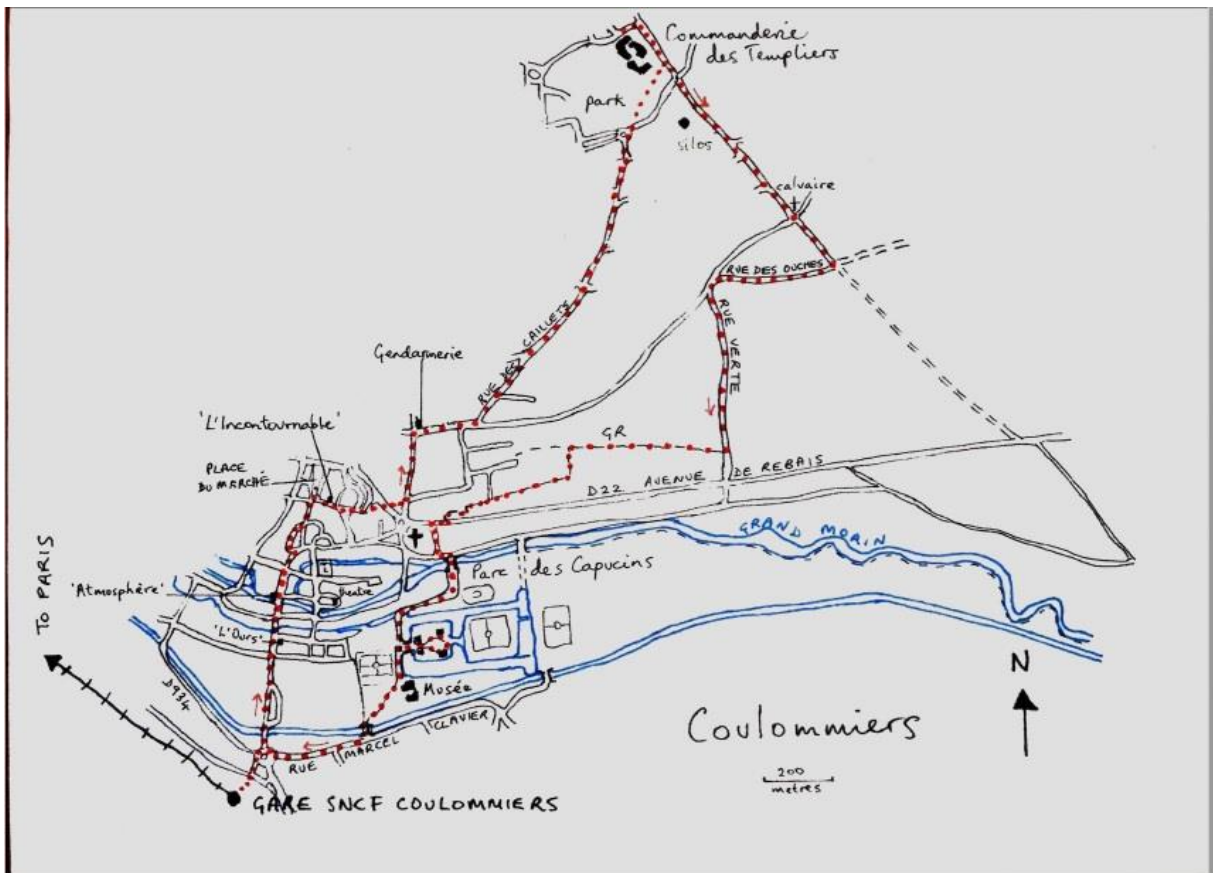 Commanderie
des Templiers
park
silos
calvaire
RUE DES OUCHES
RUE VERTE
RUE DES CAILLETS
Gendarmerie
'L'Incontournable'
PLACE
DU MARCHÉ
GR
D22 AVENUE DE REBAIS
GRAND MORIN
Parc des Capucins
TO PARIS
'Atmosphère'
theatre
'L'Ours'
Musée
D934
RUE MARCEL CLAVIER
N
Coulommiers
200
metres
GARE SNCF COULOMMIERS